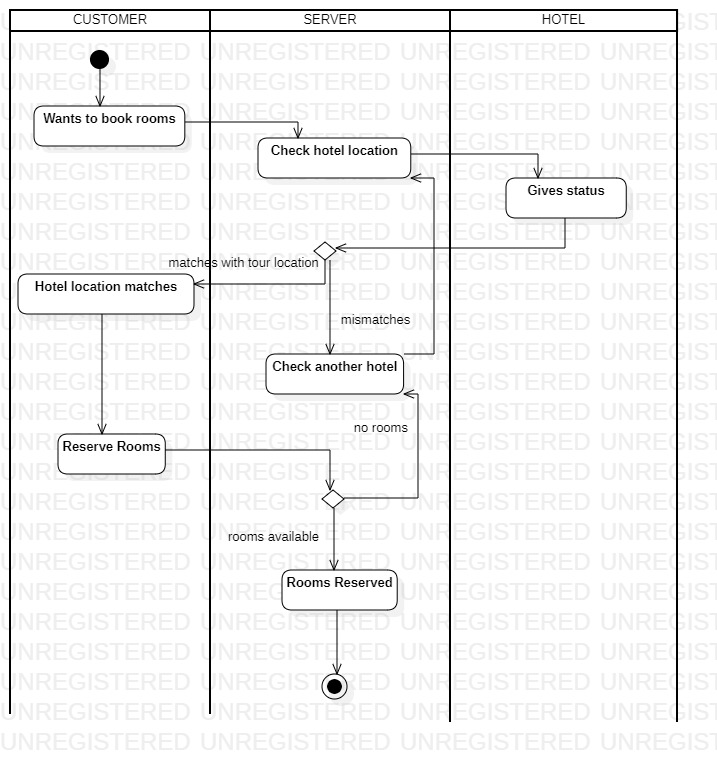 CUSTOMER SERVER HOTEL
Wants to book rooms
Check hotel location
Gives status
matches with tour location
Hotel location matches
mismatches
Check another hotel
no rooms
Reserve Rooms
rooms available
Rooms Reserved
UNREGISTERED UNREGISTERED UNREGISTERED UNREGIST